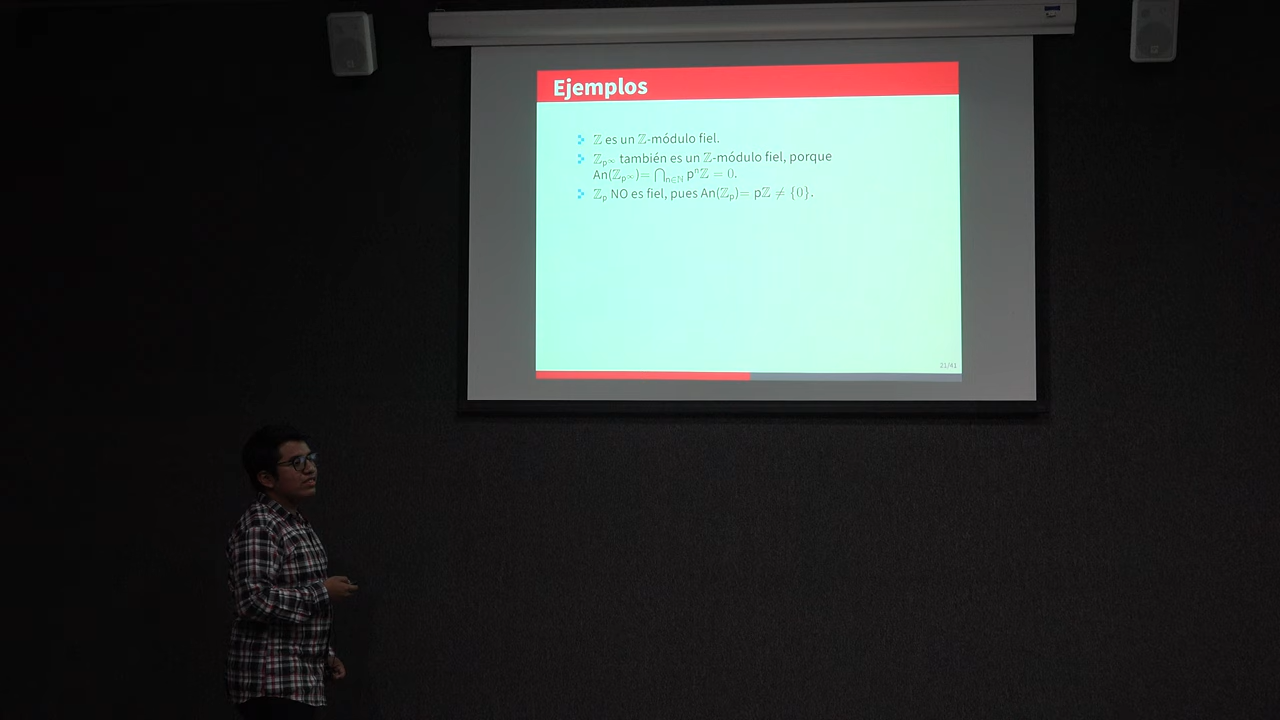 Ejemplos
ℤ es un ℤ-módulo fiel.
ℤ_{p^∞} también es un ℤ-módulo fiel, porque
An(ℤ_{p^∞})= ⋂_{n∈ℕ} pⁿℤ = 0.
ℤ_p NO es fiel, pues An(ℤ_p)= pℤ ≠ {0}.
21/41